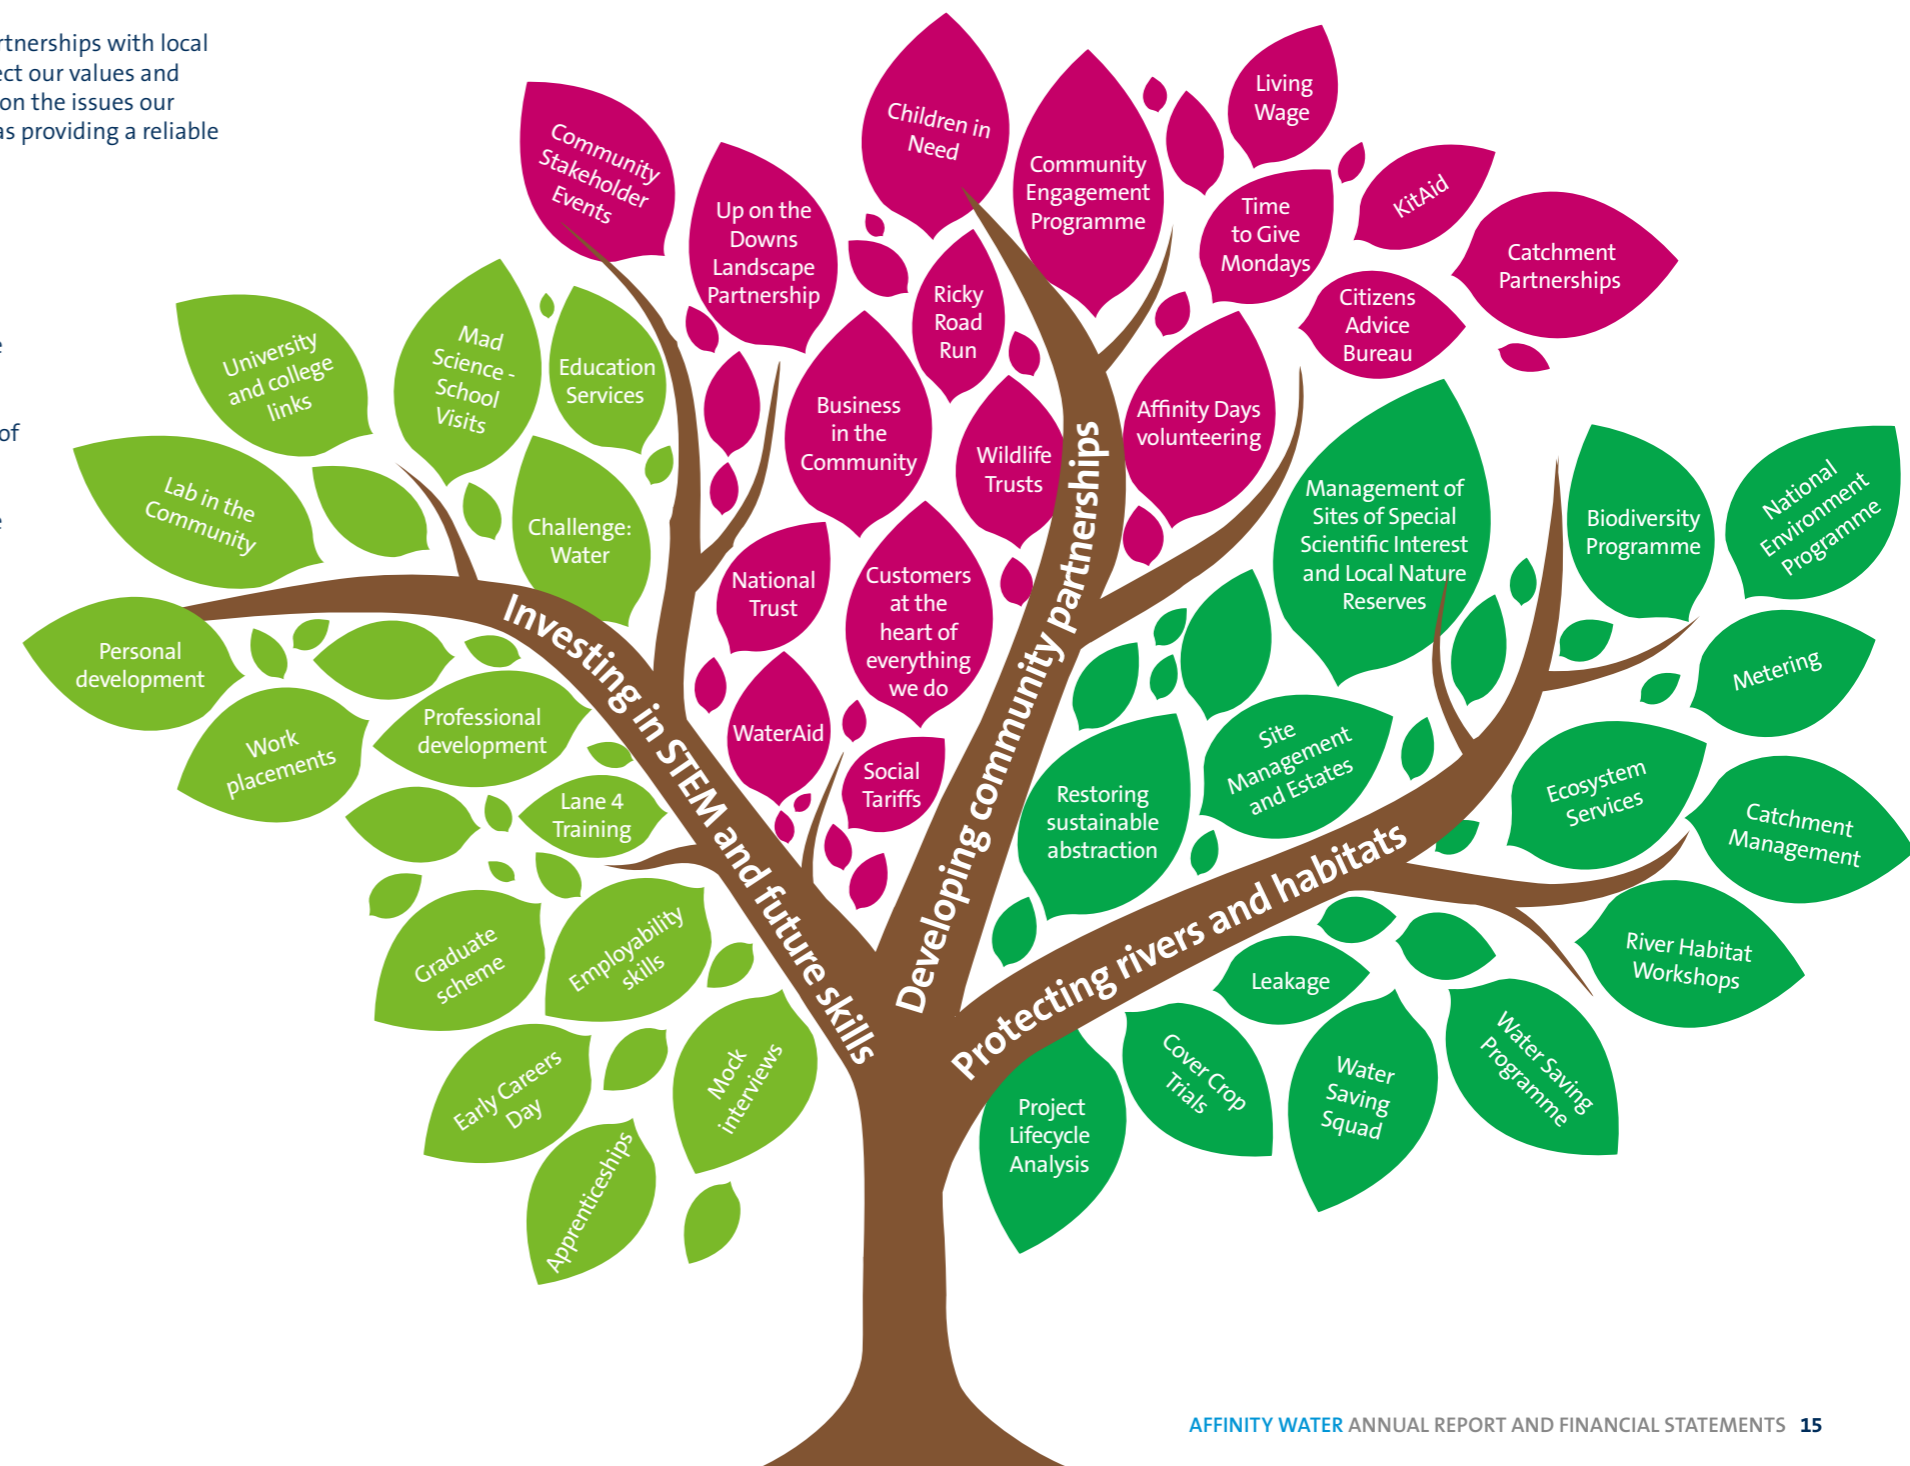 rtnerships with local
ect our values and
on the issues our
as providing a reliable
e
of
e
Community
Stakeholder
Events
Up on the
Downs
Landscape
Partnership
Children in
Need
Community
Engagement
Programme
Living
Wage
Time
to Give
Mondays
KitAid
Catchment
Partnerships
Citizens
Advice
Bureau
Ricky
Road
Run
Business
in the
Community
Wildlife
Trusts
Affinity Days
volunteering
National
Trust
Customers
at the
heart of
everything
we do
WaterAid
Social
Tariffs
University
and college
links
Mad
Science -
School
Visits
Education
Services
Lab in the
Community
Challenge:
Water
Personal
development
Work
placements
Professional
development
Lane 4
Training
Graduate
scheme
Employability
skills
Early Careers
Day
Mock
interviews
Apprenticeships
Investing in STEM and future skills
Developing community partnerships
Protecting rivers and habitats
Management of
Sites of Special
Scientific Interest
and Local Nature
Reserves
Biodiversity
Programme
National
Environment
Programme
Metering
Site
Management
and Estates
Restoring
sustainable
abstraction
Ecosystem
Services
Catchment
Management
River Habitat
Workshops
Leakage
Water Saving
Programme
Water
Saving
Squad
Cover Crop
Trials
Project
Lifecycle
Analysis
AFFINITY WATER ANNUAL REPORT AND FINANCIAL STATEMENTS 15